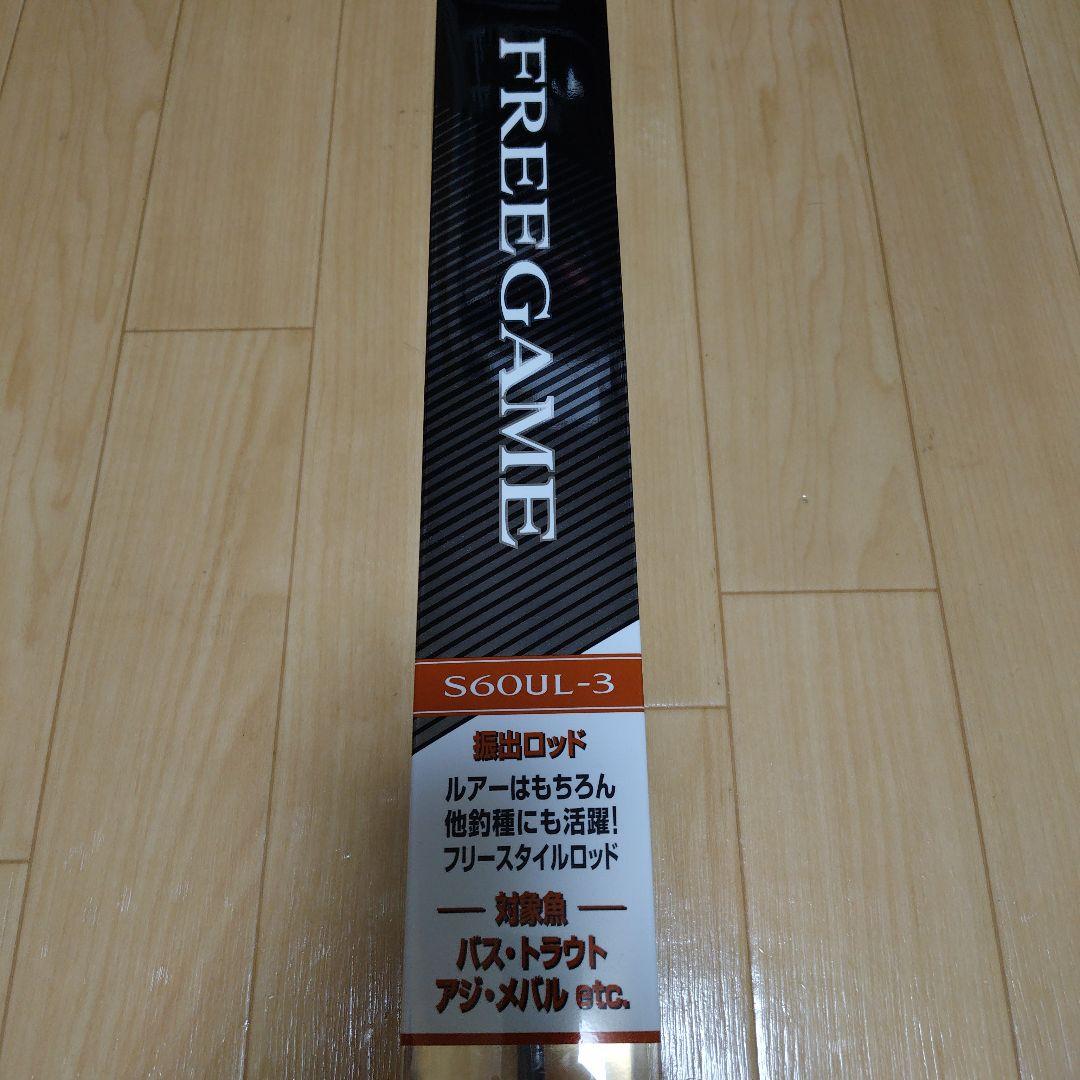 FREEGAME
S60UL-3
振出ロッド
ルアーはもちろん
他釣種にも活躍!
フリースタイルロッド
対象魚
バス・トラウト
アジ・メバル etc.